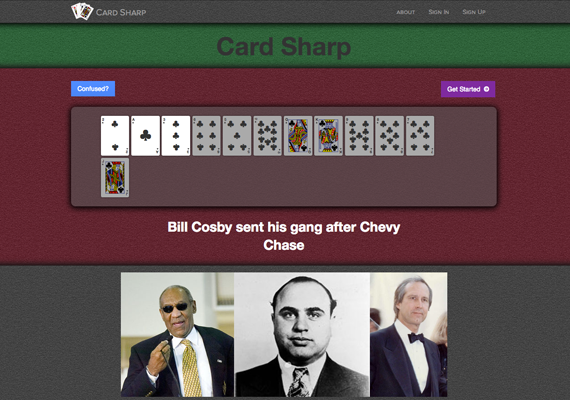 Card Sharp
about
Sign In
Sign Up
Card Sharp
Confused?
Get Started
Bill Cosby sent his gang after Chevy
Chase